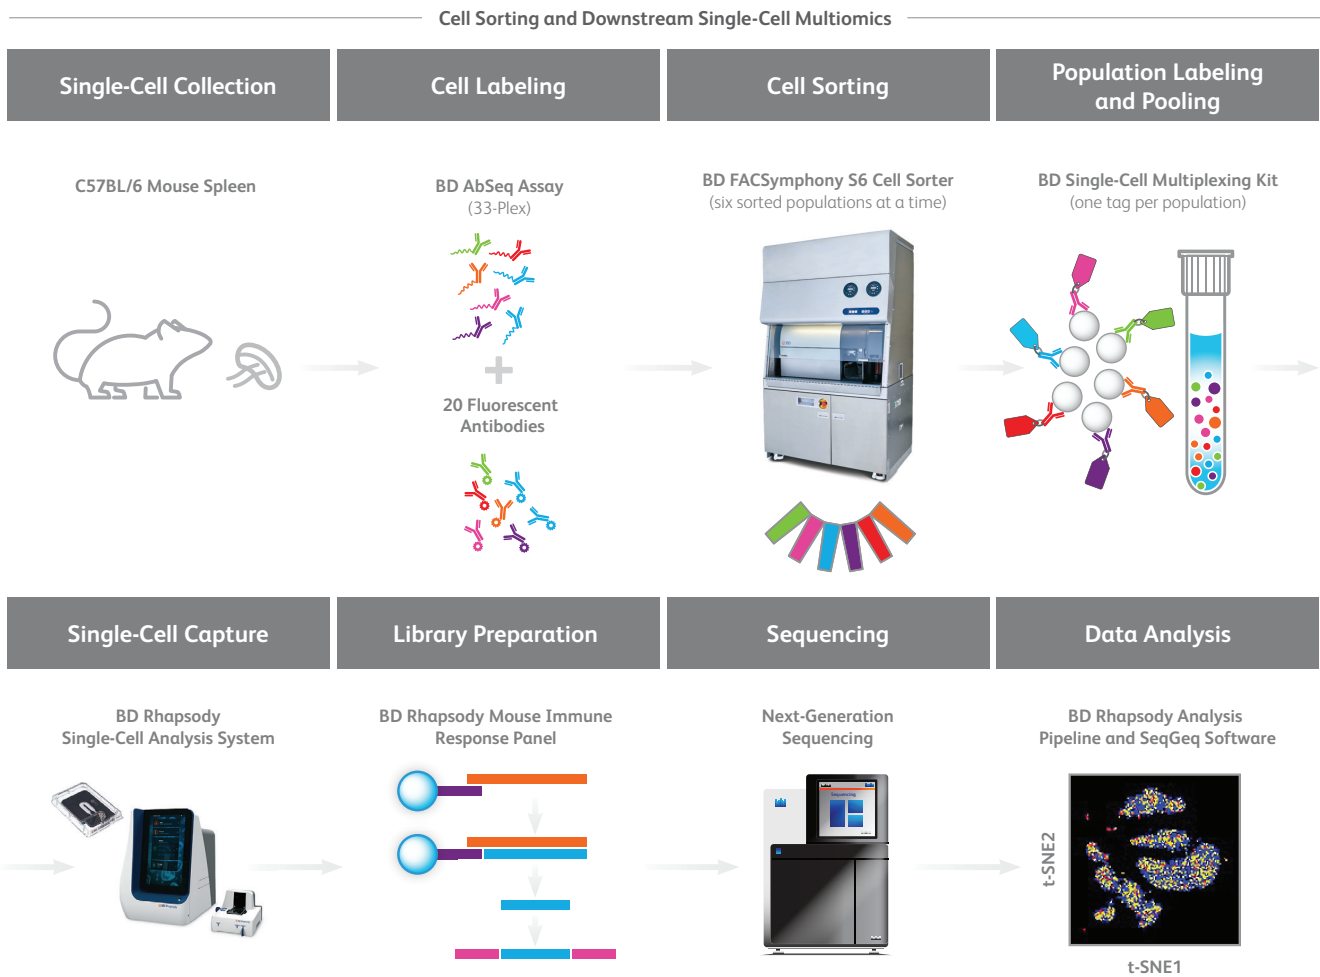 Cell Sorting and Downstream Single-Cell Multiomics
Single-Cell Collection
Cell Labeling
Cell Sorting
Population Labeling
and Pooling
C57BL/6 Mouse Spleen
BD AbSeq Assay
(33-Plex)
20 Fluorescent
Antibodies
BD FACSymphony S6 Cell Sorter
(six sorted populations at a time)
BD Single-Cell Multiplexing Kit
(one tag per population)
Single-Cell Capture
Library Preparation
Sequencing
Data Analysis
BD Rhapsody
Single-Cell Analysis System
BD Rhapsody Mouse Immune
Response Panel
Next-Generation
Sequencing
Sequencing
BD Rhapsody Analysis
Pipeline and SeqGeq Software
t-SNE2
t-SNE1